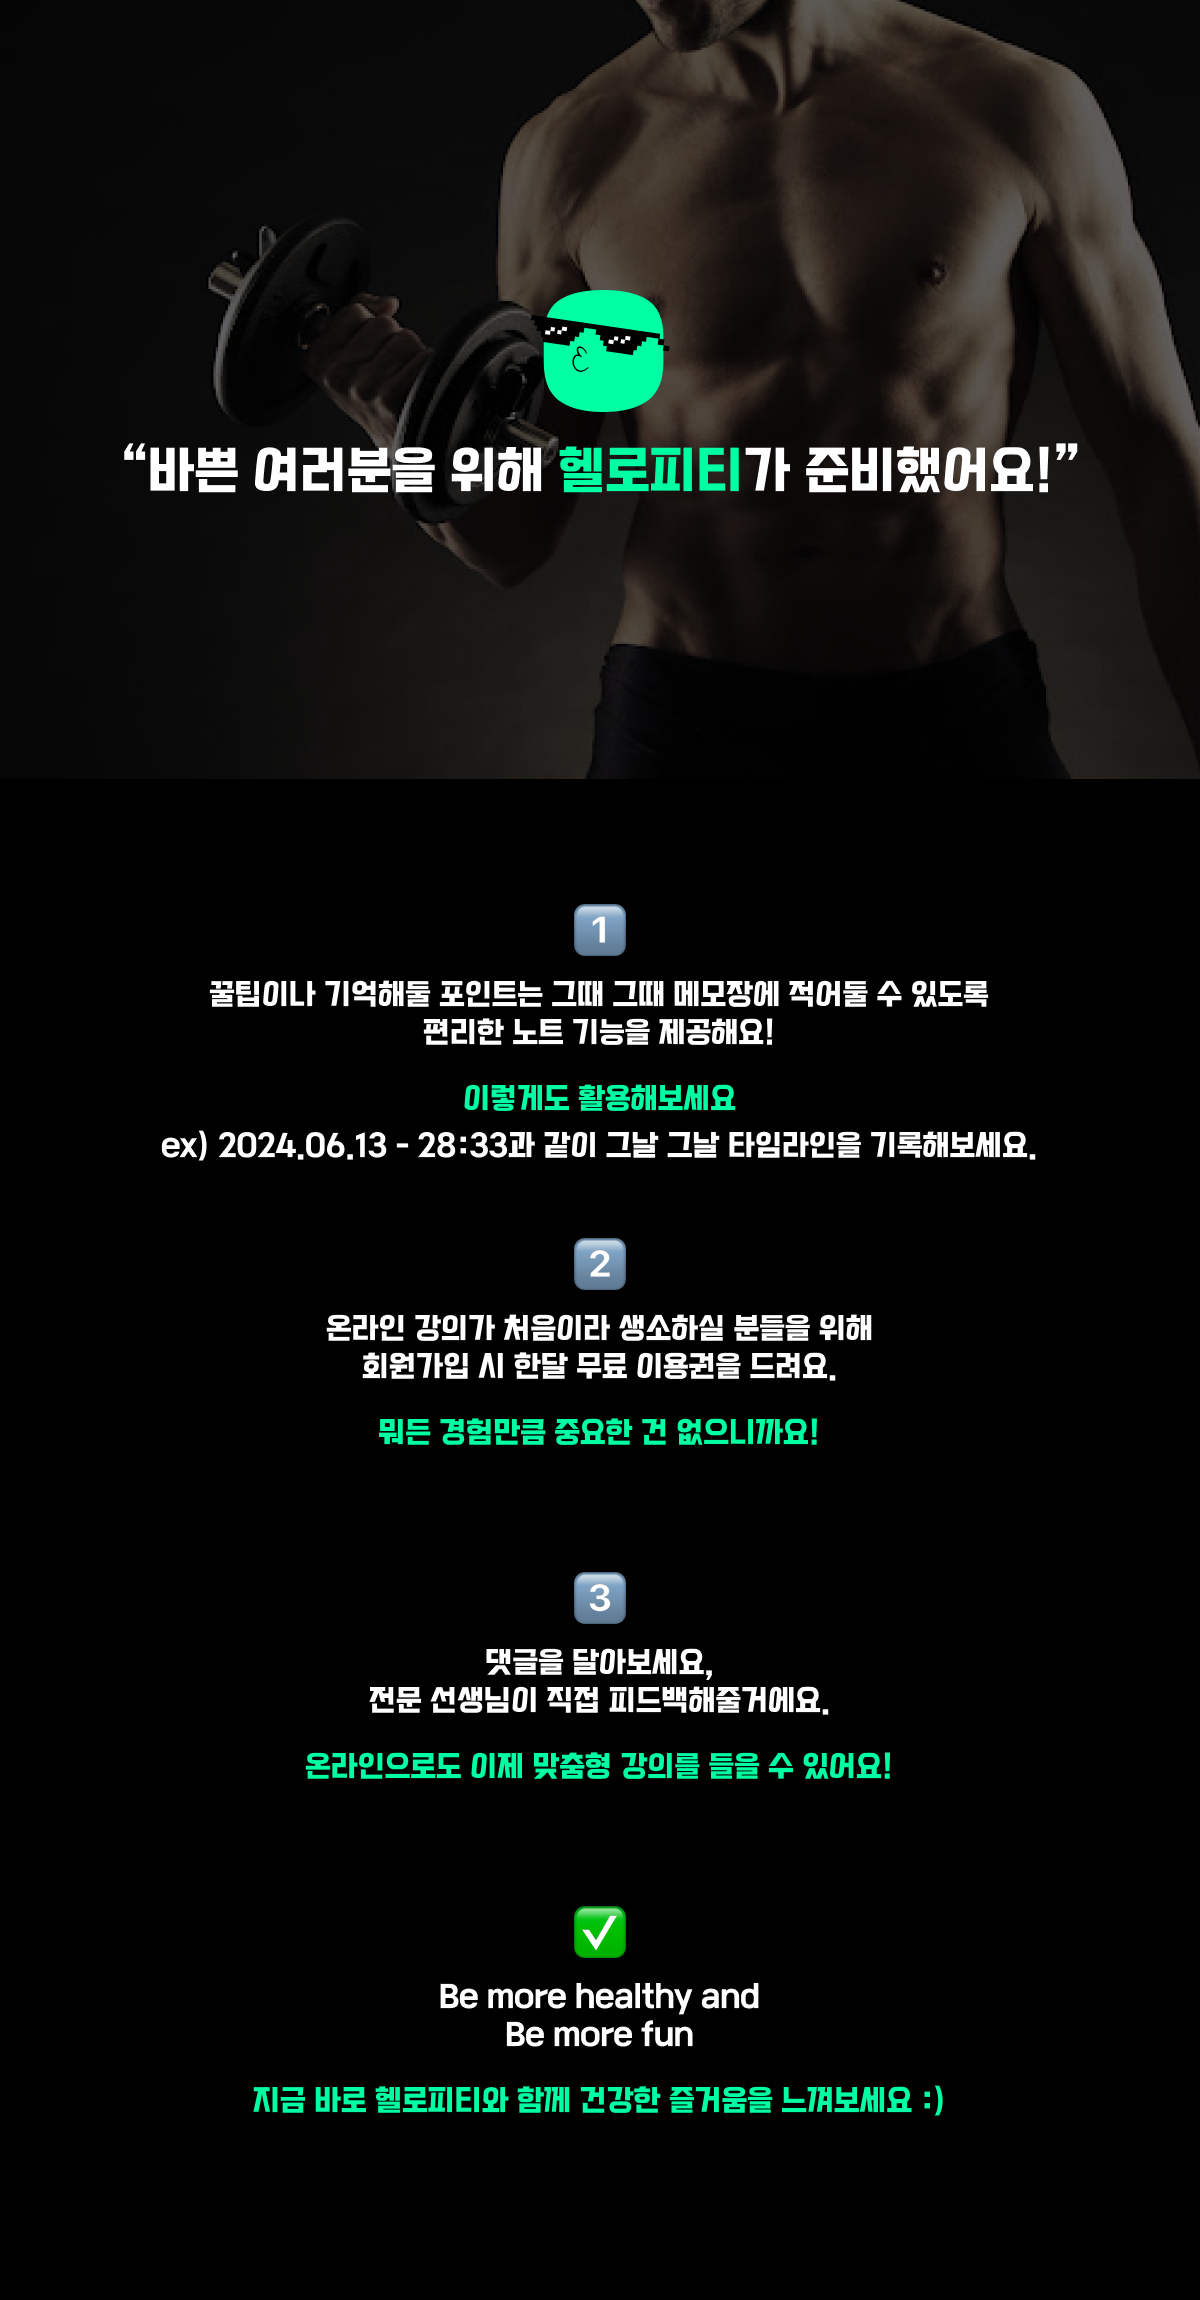 “바쁜 여러분을 위해 헬로피티가 준비했어요!”
1
꿀팁이나 기억해둘 포인트는 그때 그때 메모장에 적어둘 수 있도록
편리한 노트 기능을 제공해요!
이렇게도 활용해보세요
ex) 2024.06.13 - 28:33과 같이 그날 그날 타임라인을 기록해보세요.
2
온라인 강의가 처음이라 생소하실 분들을 위해
회원가입 시 한달 무료 이용권을 드려요.
뭐든 경험만큼 중요한 건 없으니까요!
3
댓글을 달아보세요,
전문 선생님이 직접 피드백해줄거에요.
온라인으로도 이제 맞춤형 강의를 들을 수 있어요!
Be more healthy and
Be more fun
지금 바로 헬로피티와 함께 건강한 즐거움을 느껴보세요 :)